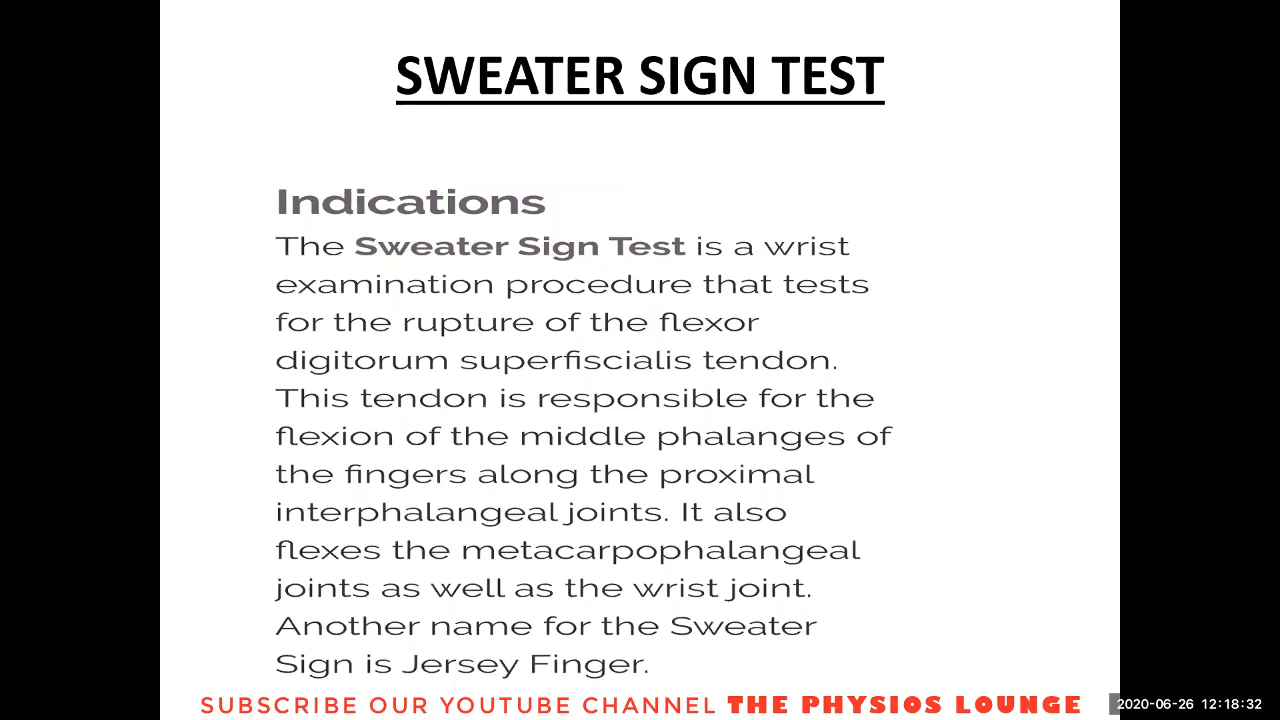 SWEATER SIGN TEST
Indications
The Sweater Sign Test is a wrist
examination procedure that tests
for the rupture of the flexor
digitorum superfiscialis tendon.
This tendon is responsible for the
flexion of the middle phalanges of
the fingers along the proximal
interphalangeal joints. It also
flexes the metacarpophalangeal
joints as well as the wrist joint.
Another name for the Sweater
Sign is Jersey Finger.
SUBSCRIBE OUR YOUTUBE CHANNEL THE PHYSIOS LOUNGE
2020-06-26 12:18:32